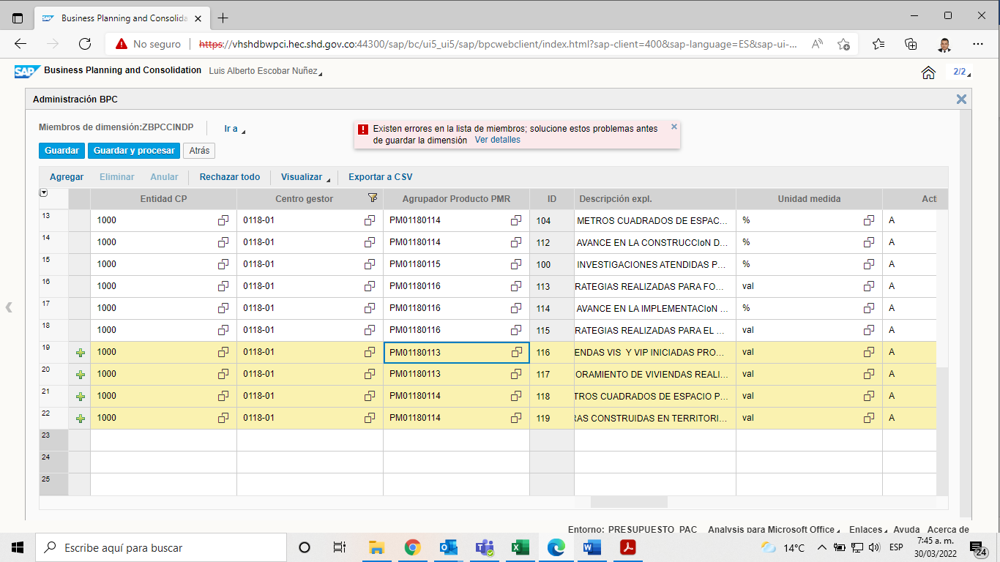 Business Planning and Consolida
No seguro
https://vhshdbwpci.hec.shd.gov.co:44300/sap/bc/ui5_ui5/sap/bpcwebclient/index.html?sap-client=400&sap-language=ES&sap-ui-...
SAP Business Planning and Consolidation Luis Alberto Escobar Nuñez
2/2
Administración BPC
Miembros de dimensión:ZBPCCINDP Ir a
Existen errores en la lista de miembros; solucione estos problemas antes
de guardar la dimensión Ver detalles
Guardar Guardar y procesar Atrás
Agregar Eliminar Anular Rechazar todo Visualizar Exportar a CSV
Entidad CP Centro gestor Agrupador Producto PMR ID Descripción expl. Unidad medida Acti
13 1000 0118-01 PM01180114 104 METROS CUADRADOS DE ESPAC... % A
14 1000 0118-01 PM01180114 112 AVANCE EN LA CONSTRUCCIoN D... % A
15 1000 0118-01 PM01180115 100 INVESTIGACIONES ATENDIDAS P... % A
16 1000 0118-01 PM01180116 113 RATEGIAS REALIZADAS PARA FO... val A
17 1000 0118-01 PM01180116 114 AVANCE EN LA IMPLEMENTACIoN ... % A
18 1000 0118-01 PM01180116 115 RATEGIAS REALIZADAS PARA EL ... val A
19 1000 0118-01 PM01180113 116 ENDAS VIS Y VIP INICIADAS PRO... val A
20 1000 0118-01 PM01180113 117 ORAMIENTO DE VIVIENDAS REALI... val A
21 1000 0118-01 PM01180114 118 TROS CUADRADOS DE ESPACIO P... val A
22 1000 0118-01 PM01180114 119 RAS CONSTRUIDAS EN TERRITORI... val A
23
24
25
Entorno: PRESUPUESTO_PAC Analysis para Microsoft Office Enlaces Ayuda Acerca de
Escribe aquí para buscar
14°C
ESP
7:45 a. m.
30/03/2022
24